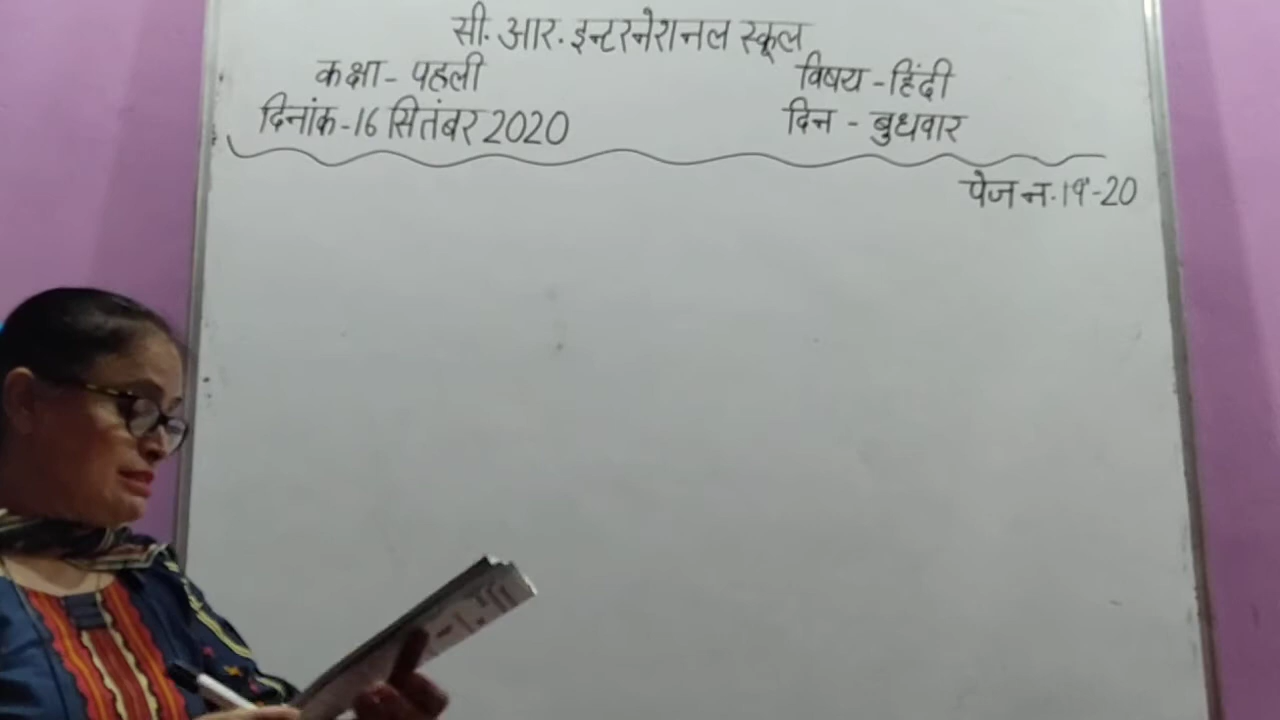 सी. आर. इन्टरनेशनल स्कूल
कक्षा - पहली
विषय - हिंदी
दिनांक - 16 सितंबर 2020
दिन - बुधवार
पेज न. 19-20